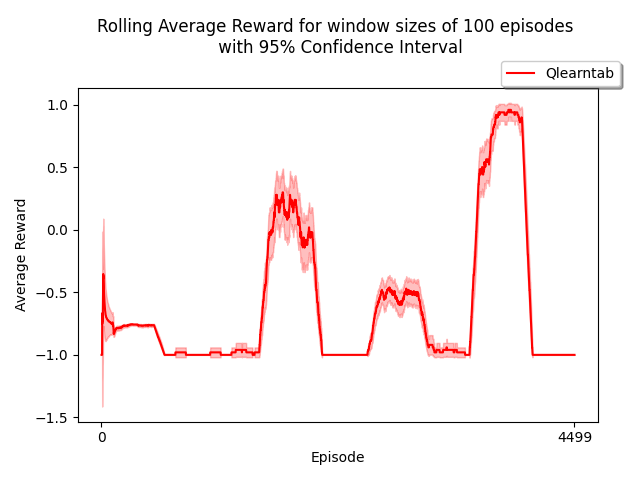 Rolling Average Reward for window sizes of 100 episodes
with 95% Confidence Interval
Qlearntab
1.0
0.5
0.0
−0.5
−1.0
−1.5
Average Reward
0
4499
Episode